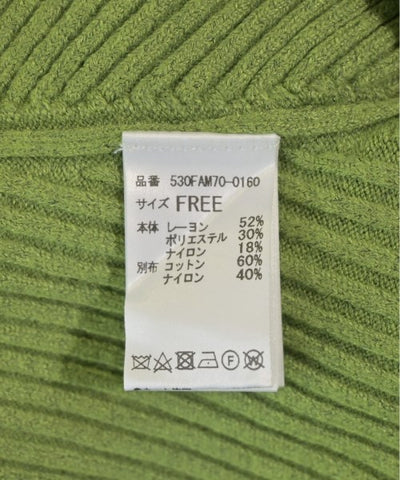 品番 530FAM70-0160
サイズ FREE
本体 レーヨン 52%
ポリエステル 30%
ナイロン 18%
別布 コットン 60%
ナイロン 40%